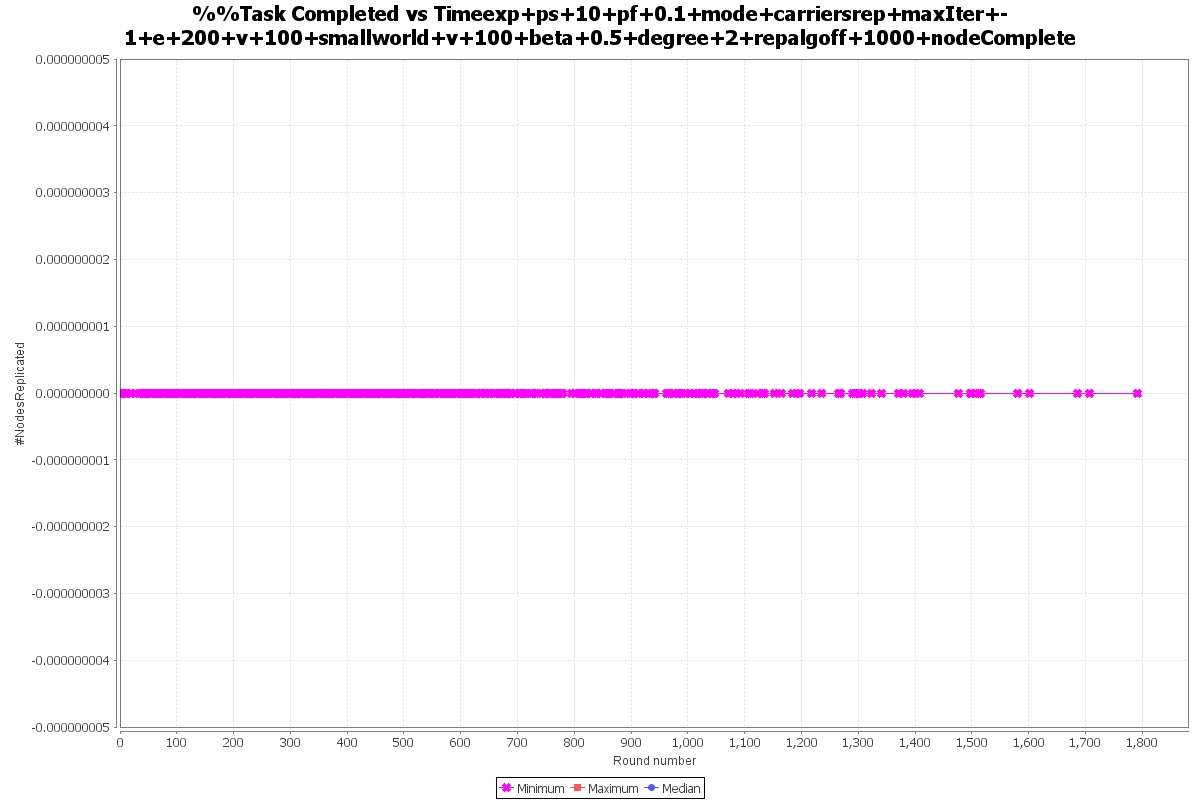 %%Task Completed vs Timeexp+ps+10+pf+0.1+mode+carriersrep+maxIter+-
1+e+200+v+100+smallworld+v+100+beta+0.5+degree+2+repalgoff+1000+nodeComplete
0.000000005
0.000000004
0.000000003
0.000000002
0.000000001
0.000000000
-0.000000001
-0.000000002
-0.000000003
-0.000000004
-0.000000005
#NodesReplicated
0 100 200 300 400 500 600 700 800 900 1,000 1,100 1,200 1,300 1,400 1,500 1,600 1,700 1,800
Round number
Minimum Maximum Median